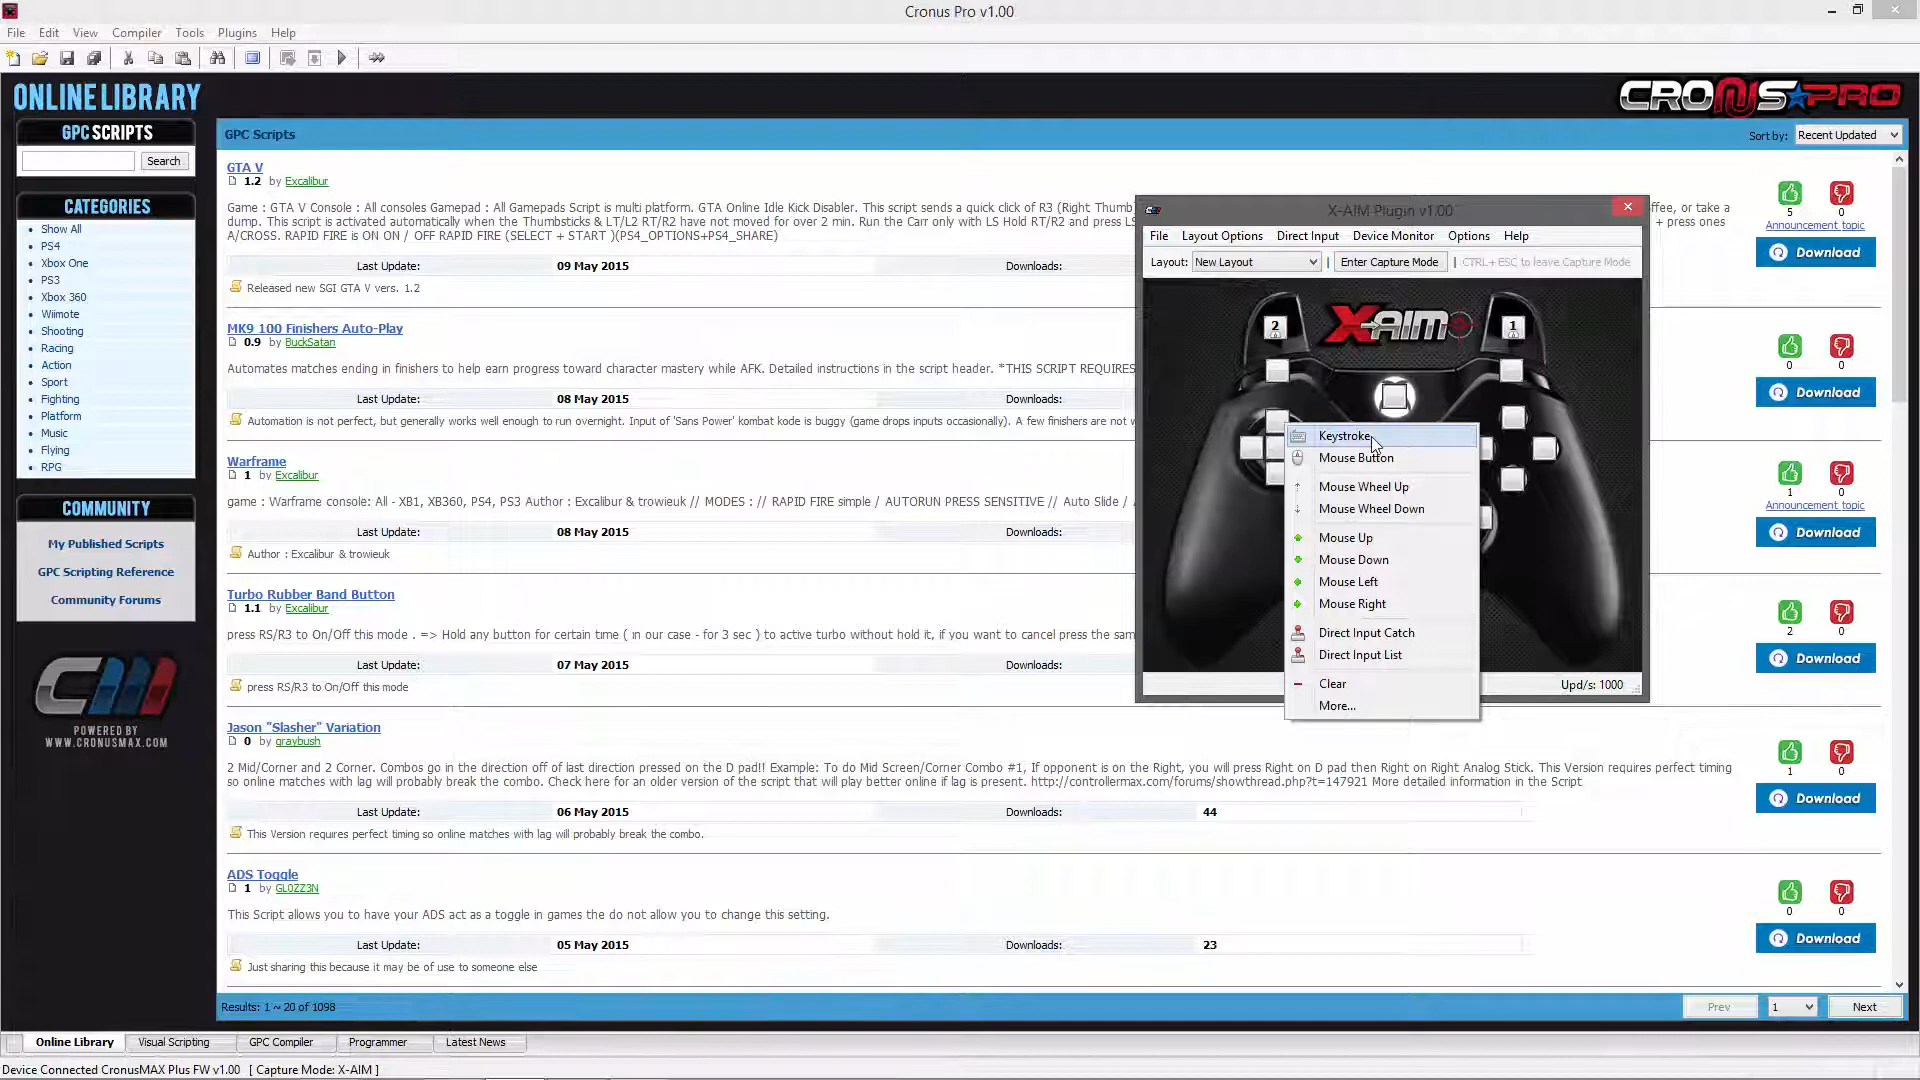 Cronus Pro v1.00
File Edit View Compiler Tools Plugins Help
ONLINE LIBRARY
CRONUS PRO
GPC SCRIPTS
Search
CATEGORIES
Show All
PS4
Xbox One
PS3
Xbox 360
Wiimote
Shooting
Racing
Action
Sport
Fighting
Platform
Music
Flying
RPG
COMMUNITY
My Published Scripts
GPC Scripting Reference
Community Forums
CM
POWERED BY
WWW.CRONUSMAX.COM
GPC Scripts
Sort by: Recent Updated
GTA V
1.2 by Excalibur
Game : GTA V Console : All consoles Gamepad : All Gamepads Script is multi platform. GTA Online Idle Kick Disabler. This script sends a quick click of R3 (Right Thumb
ffee, or take a
dump. This script is activated automatically when the Thumbsticks & LT/L2 RT/R2 have not moved for over 2 min. Run the Carr only with LS Hold RT/R2 and press LS
+ press ones
A/CROSS. RAPID FIRE is ON ON / OFF RAPID FIRE (SELECT + START )(PS4_OPTIONS+PS4_SHARE)
Last Update: 09 May 2015 Downloads:
Released new SGI GTA V vers. 1.2
5 0
Announcement topic
Download
MK9 100 Finishers Auto-Play
0.9 by BuckSatan
Automates matches ending in finishers to help earn progress toward character mastery while AFK. Detailed instructions in the script header. *THIS SCRIPT REQUIRES
Last Update: 08 May 2015 Downloads:
Automation is not perfect, but generally works well enough to run overnight. Input of 'Sans Power' kombat kode is buggy (game drops inputs occasionally). A few finishers are not w
0 0
Download
Warframe
1 by Excalibur
game : Warframe console: All - XB1, XB360, PS4, PS3 Author : Excalibur & trowieuk // MODES : // RAPID FIRE simple / AUTORUN PRESS SENSITIVE // Auto Slide /
Last Update: 08 May 2015 Downloads:
Author : Excalibur & trowieuk
1 0
Announcement topic
Download
Turbo Rubber Band Button
1.1 by Excalibur
press RS/R3 to On/Off this mode . => Hold any button for certain time ( in our case - for 3 sec ) to active turbo without hold it, if you want to cancel press the sam
Last Update: 07 May 2015 Downloads:
press RS/R3 to On/Off this mode
2 0
Download
Jason "Slasher" Variation
0 by graybush
2 Mid/Corner and 2 Corner. Combos go in the direction off of last direction pressed on the D pad!! Example: To do Mid Screen/Corner Combo #1, If opponent is on the Right, you will press Right on D pad then Right on Right Analog Stick. This Version requires perfect timing
so online matches with lag will probably break the combo. Check here for an older version of the script that will play better online if lag is present. http://controllermax.com/forums/showthread.php?t=147921 More detailed information in the Script
Last Update: 06 May 2015 Downloads: 44
This Version requires perfect timing so online matches with lag will probably break the combo.
1 0
Download
ADS Toggle
1 by GL0ZZ3N
This Script allows you to have your ADS act as a toggle in games the do not allow you to change this setting.
Last Update: 05 May 2015 Downloads: 23
Just sharing this because it may be of use to someone else
0 0
Download
Results: 1 ~ 20 of 1098
Prev 1 Next
X-AIM Plugin v1.00
File Layout Options Direct Input Device Monitor Options Help
Layout: New Layout | Enter Capture Mode | CTRL+ESC to leave Capture Mode
2 X-AIM 1
Keystroke
Mouse Button
Mouse Wheel Up
Mouse Wheel Down
Mouse Up
Mouse Down
Mouse Left
Mouse Right
Direct Input Catch
Direct Input List
Clear
More...
Upd/s: 1000
Online Library Visual Scripting GPC Compiler Programmer Latest News
Device Connected CronusMAX Plus FW v1.00 [ Capture Mode: X-AIM ]